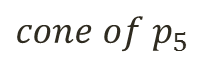 cone of p₅